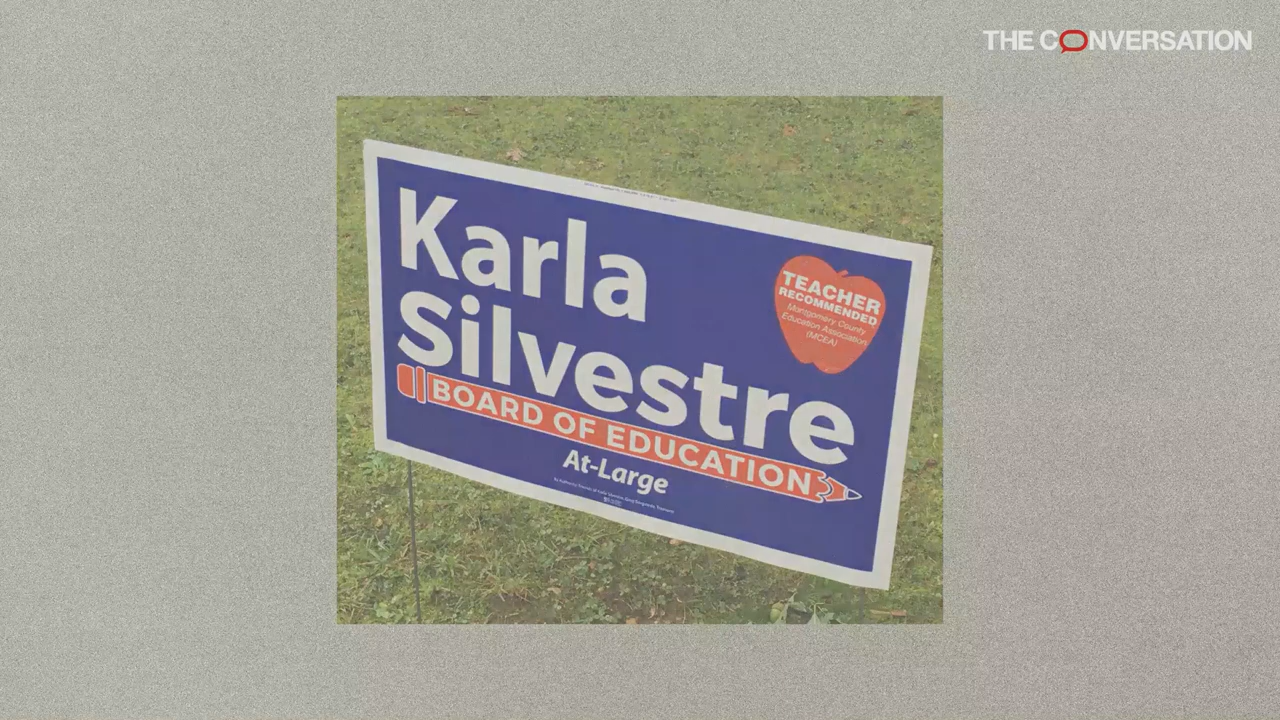 THE CONVERSATION
Karla
Silvestre
TEACHER
RECOMMENDED
Montgomery County
Education Association
(MCEA)
BOARD OF EDUCATION
At-Large